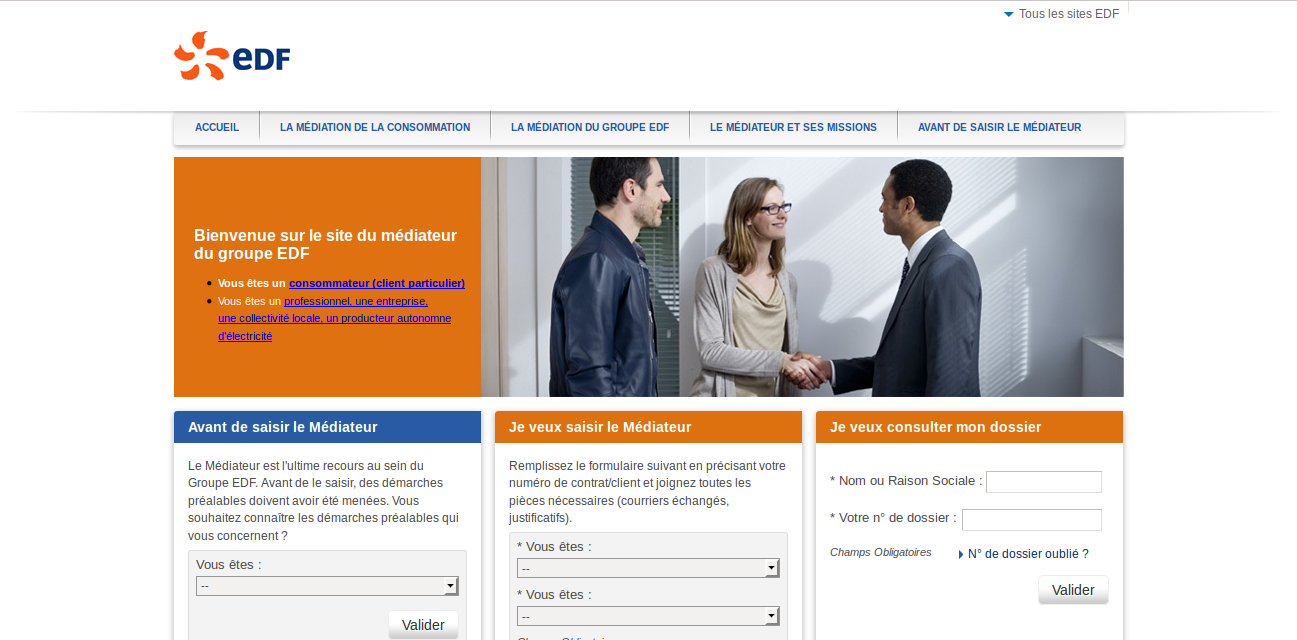 Tous les sites EDF
eDF
ACCUEIL
LA MÉDIATION DE LA CONSOMMATION
LA MÉDIATION DU GROUPE EDF
LE MÉDIATEUR ET SES MISSIONS
AVANT DE SAISIR LE MÉDIATEUR
Bienvenue sur le site du médiateur
du groupe EDF
Vous êtes un consommateur (client particulier)
Vous êtes un professionnel, une entreprise,
une collectivité locale, un producteur autonomne
d'électricité
Avant de saisir le Médiateur
Le Médiateur est l'ultime recours au sein du
Groupe EDF. Avant de le saisir, des démarches
préalables doivent avoir été menées. Vous
souhaitez connaître les démarches préalables qui
vous concernent ?
Vous êtes :
--
Valider
Je veux saisir le Médiateur
Remplissez le formulaire suivant en précisant votre
numéro de contrat/client et joignez toutes les
pièces nécessaires (courriers échangés,
justificatifs).
* Vous êtes :
--
* Vous êtes :
--
Je veux consulter mon dossier
* Nom ou Raison Sociale :
* Votre n° de dossier :
Champs Obligatoires
N° de dossier oublié ?
Valider